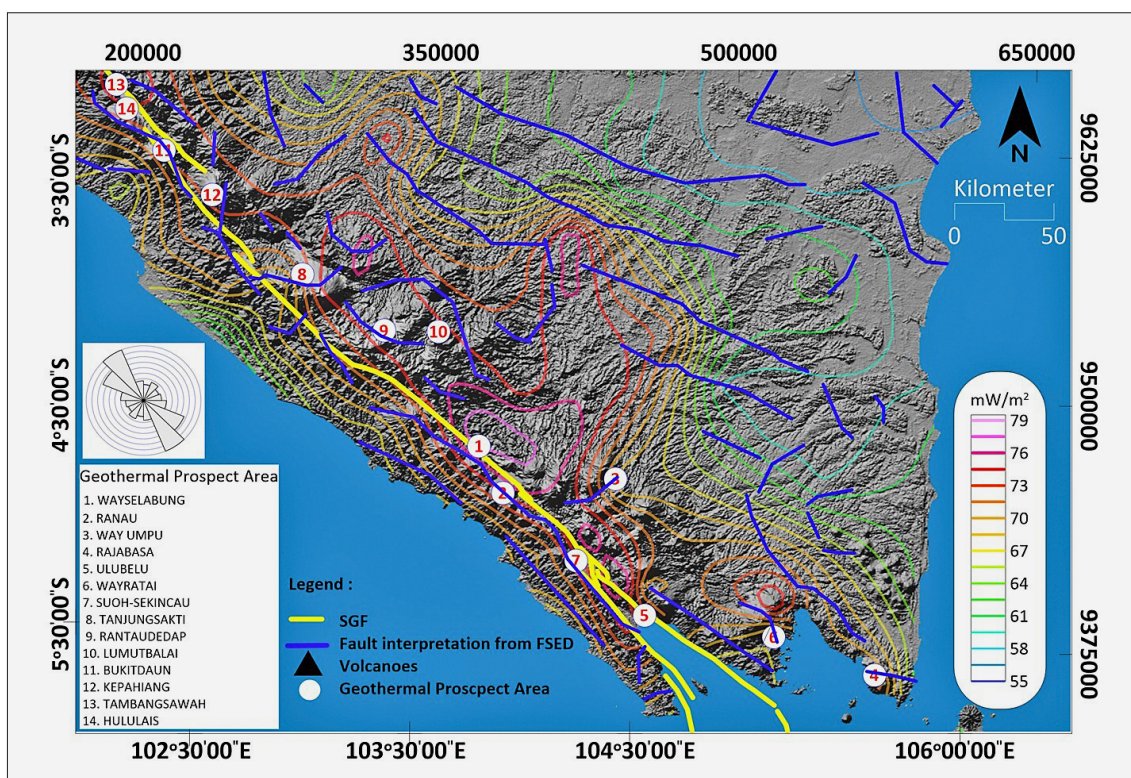 200000 350000 500000 650000
13
14
11
12
8
9
10
1
2
3
7
5
6
4
N
Kilometer
0 50
3°30'00"S
4°30'00"S
5°30'00"S
9625000
9500000
9375000
mW/m²
79
76
73
70
67
64
61
58
55
Geothermal Prospect Area
1. WAYSELABUNG
2. RANAU
3. WAY UMPU
4. RAJABASA
5. ULUBELU
6. WAYRATAI
7. SUOH-SEKINCAU
8. TANJUNGSAKTI
9. RANTAUDEDAP
10. LUMUTBALAI
11. BUKITDAUN
12. KEPAHIANG
13. TAMBANGSAWAH
14. HULULAIS
Legend :
SGF
Fault interpretation from FSED
Volcanoes
Geothermal Proscpect Area
102°30'00"E 103°30'00"E 104°30'00"E 106°00'00"E